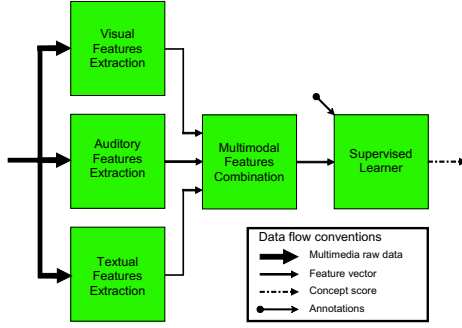 Visual
Features
Extraction
Auditory
Features
Extraction
Multimodal
Features
Combination
Supervised
Learner
Textual
Features
Extraction
Data flow conventions
Multimedia raw data
Feature vector
Concept score
Annotations